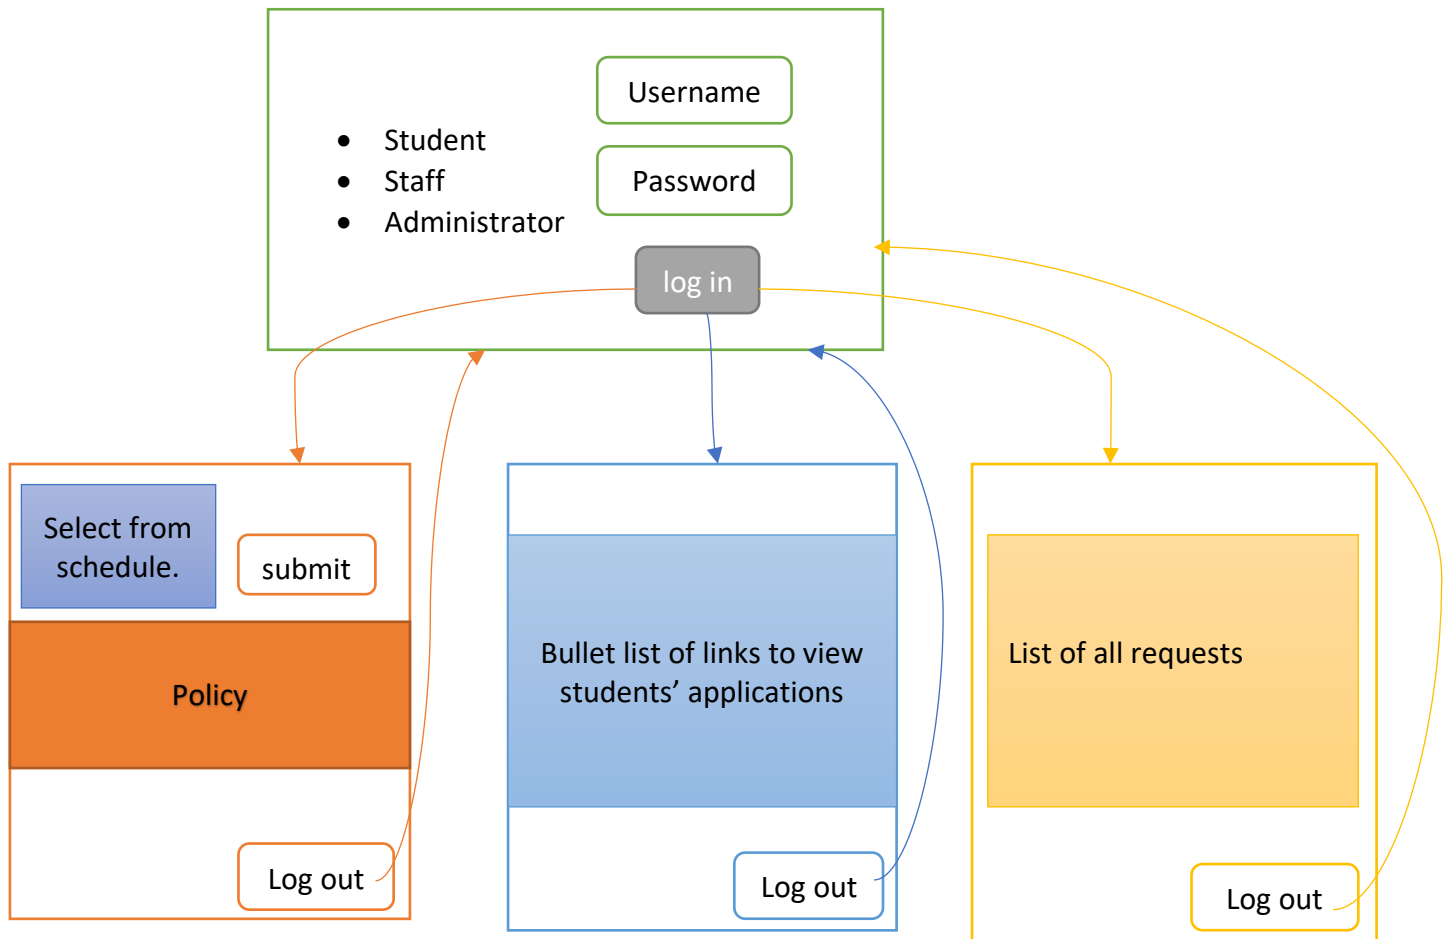 Username
• Student
• Staff
• Administrator
Password
log in
Select from
schedule.
submit
Policy
Log out
Bullet list of links to view
students’ applications
Log out
List of all requests
Log out